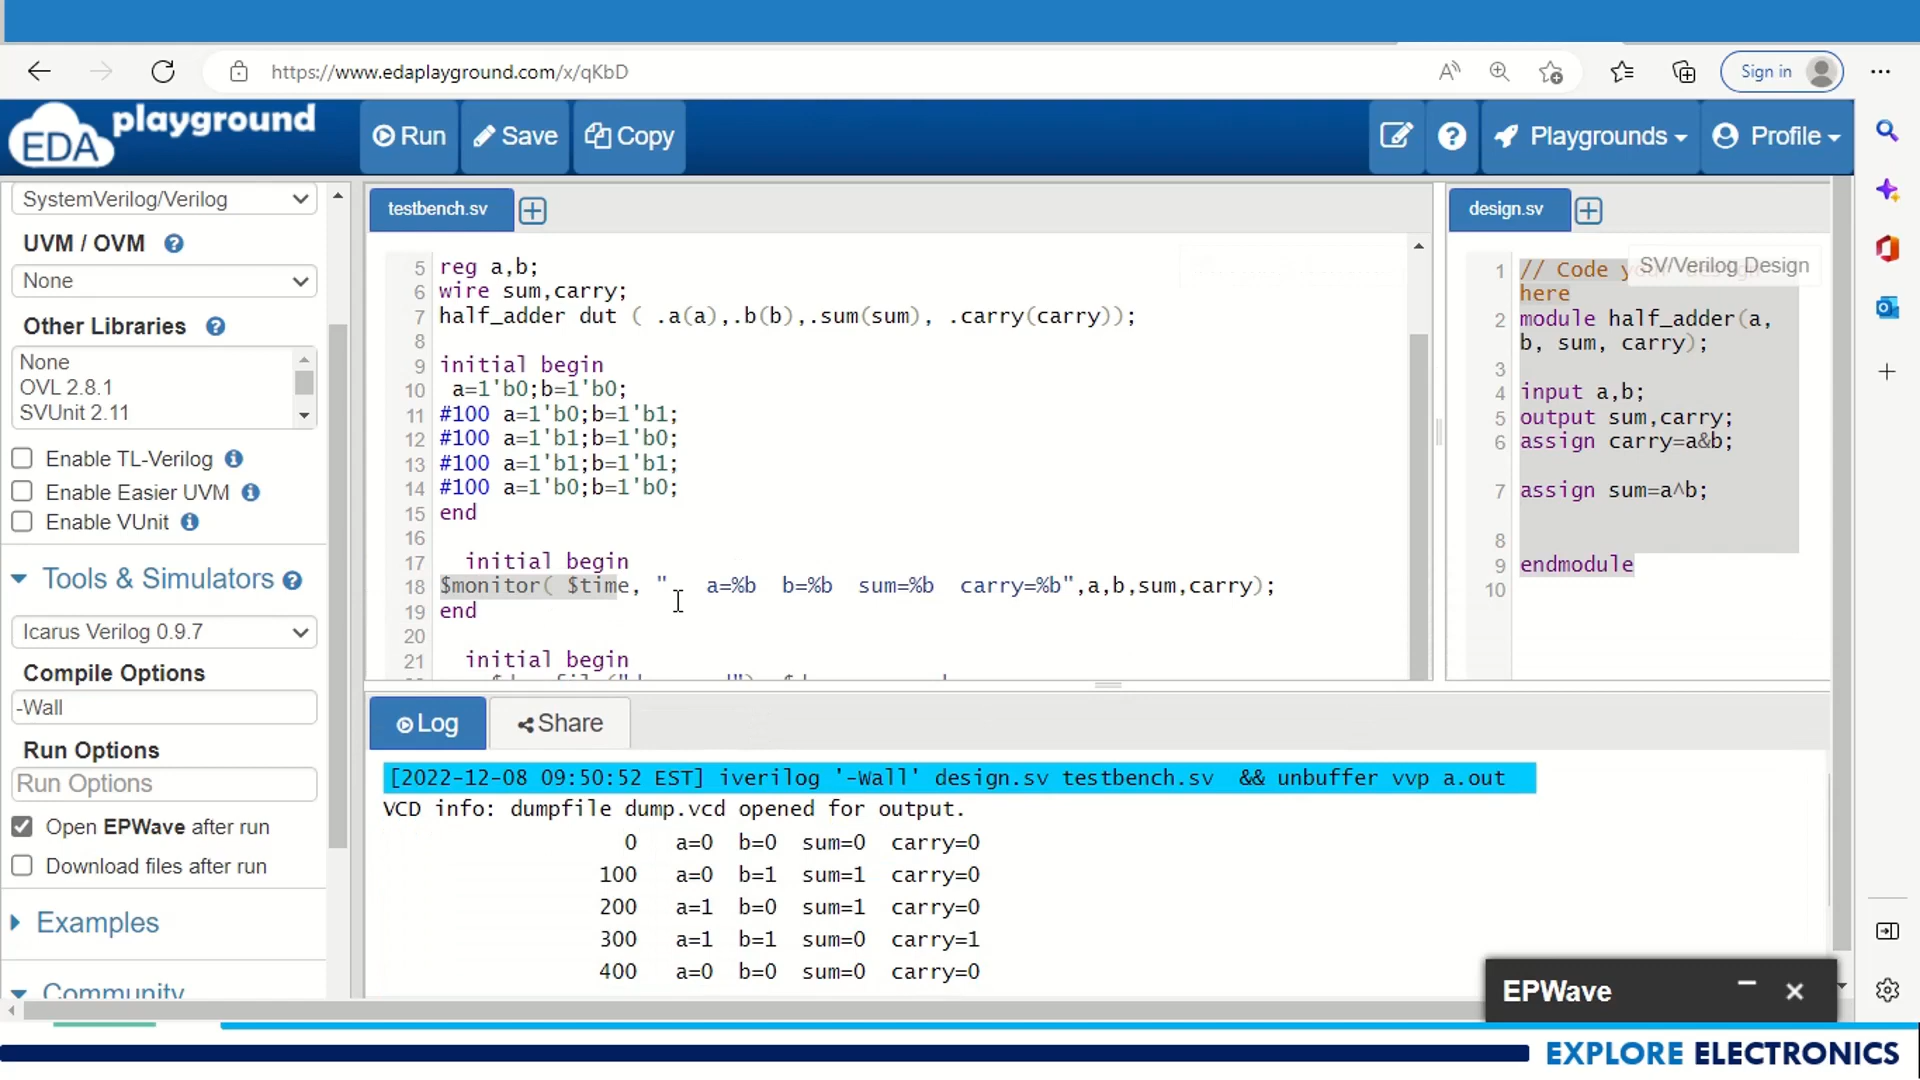 https://www.edaplayground.com/x/qKbD
Sign in
EDA playground
Run
Save
Copy
Playgrounds
Profile
SystemVerilog/Verilog
UVM / OVM
None
Other Libraries
None
OVL 2.8.1
SVUnit 2.11
Enable TL-Verilog
Enable Easier UVM
Enable VUnit
Tools & Simulators
Icarus Verilog 0.9.7
Compile Options
-Wall
Run Options
Run Options
Open EPWave after run
Download files after run
Examples
Community
testbench.sv
5 reg a,b;
6 wire sum,carry;
7 half_adder dut ( .a(a),.b(b),.sum(sum), .carry(carry));
8
9 initial begin
10 a=1'b0;b=1'b0;
11 #100 a=1'b0;b=1'b1;
12 #100 a=1'b1;b=1'b0;
13 #100 a=1'b1;b=1'b1;
14 #100 a=1'b0;b=1'b0;
15 end
16
17 initial begin
18 $monitor( $time, "   a=%b  b=%b  sum=%b  carry=%b",a,b,sum,carry);
19 end
20
21 initial begin
design.sv
SV/Verilog Design
1 // Code
here
2 module half_adder(a,
b, sum, carry);
3
4 input a,b;
5 output sum,carry;
6 assign carry=a&b;
7 assign sum=a^b;
8
9 endmodule
10
Log
Share
[2022-12-08 09:50:52 EST] iverilog '-Wall' design.sv testbench.sv  && unbuffer vvp a.out
VCD info: dumpfile dump.vcd opened for output.
0 a=0 b=0 sum=0 carry=0
100 a=0 b=1 sum=1 carry=0
200 a=1 b=0 sum=1 carry=0
300 a=1 b=1 sum=0 carry=1
400 a=0 b=0 sum=0 carry=0
EPWave
EXPLORE ELECTRONICS